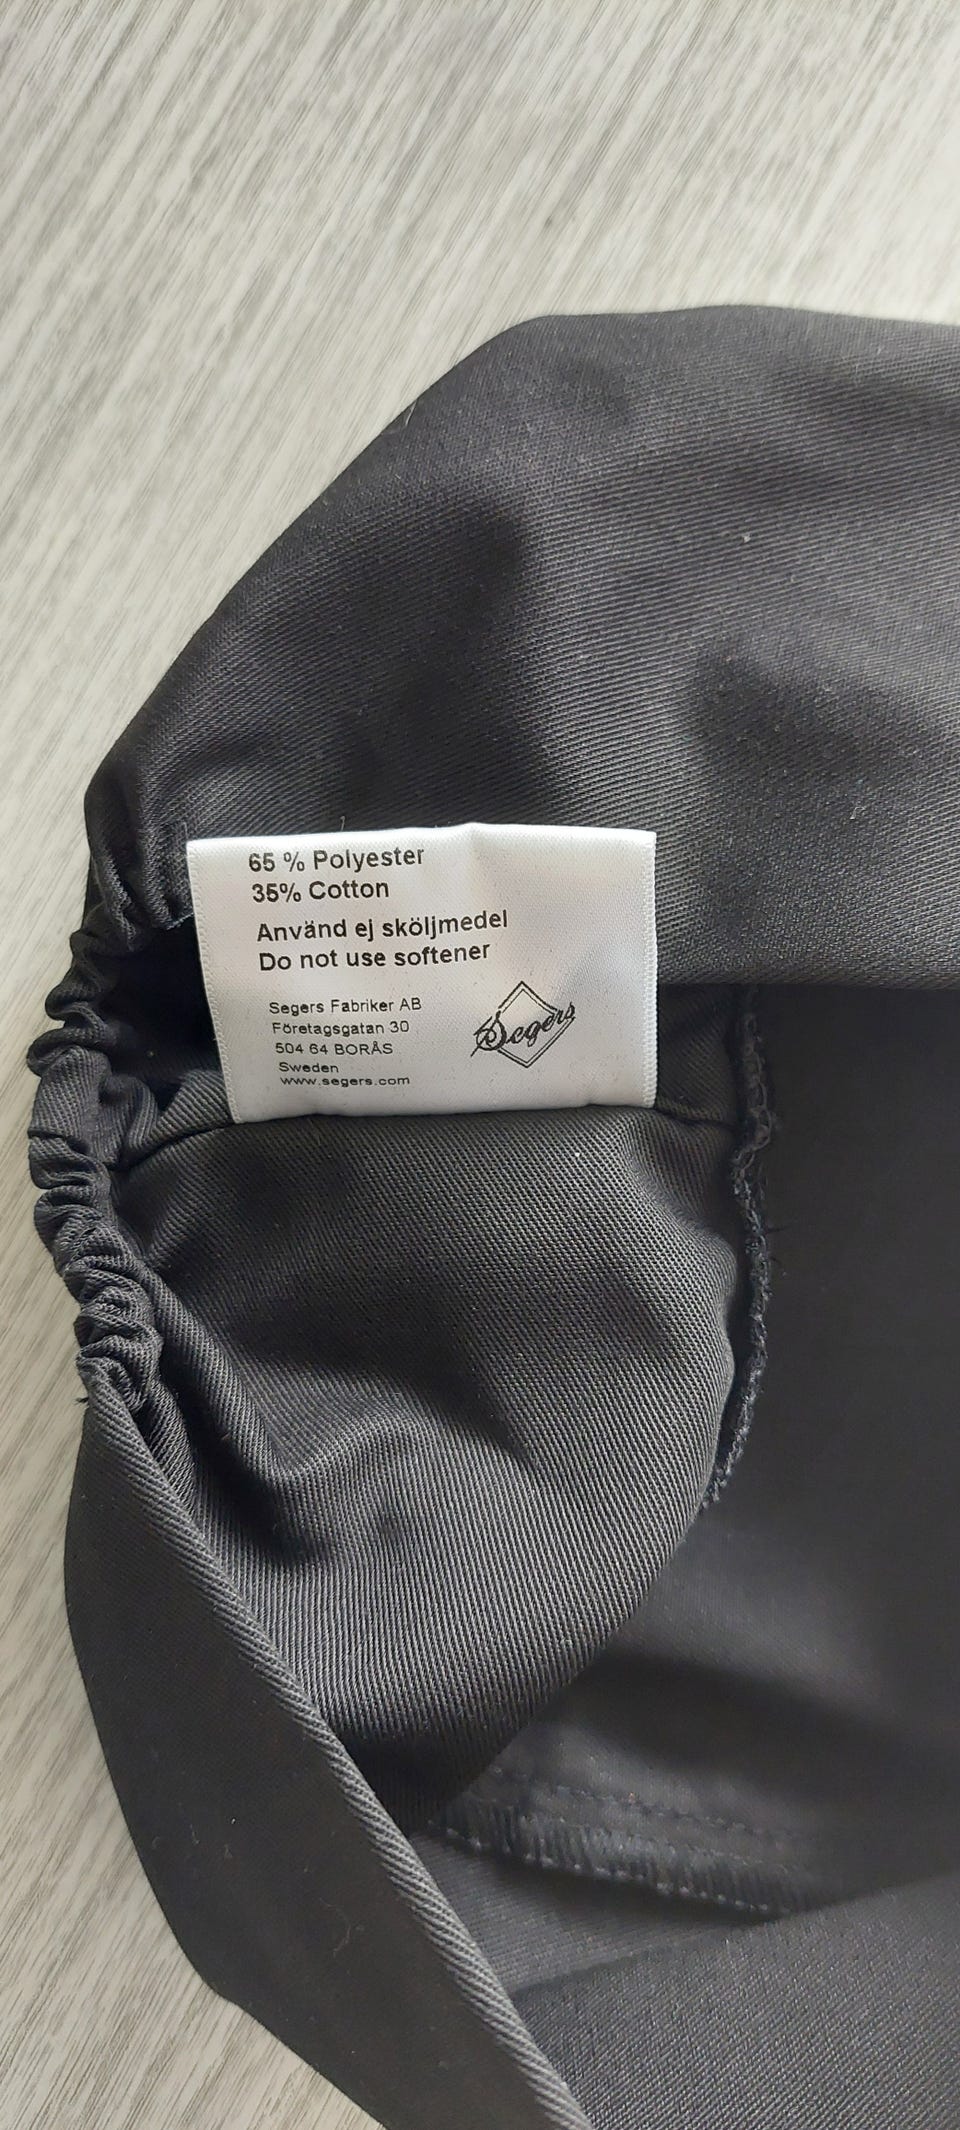 65 % Polyester
35% Cotton
Använd ej sköljmedel
Do not use softener
Segers Fabriker AB
Företagsgatan 30
504 64 BORÅS
Sweden
www.segers.com
Segers